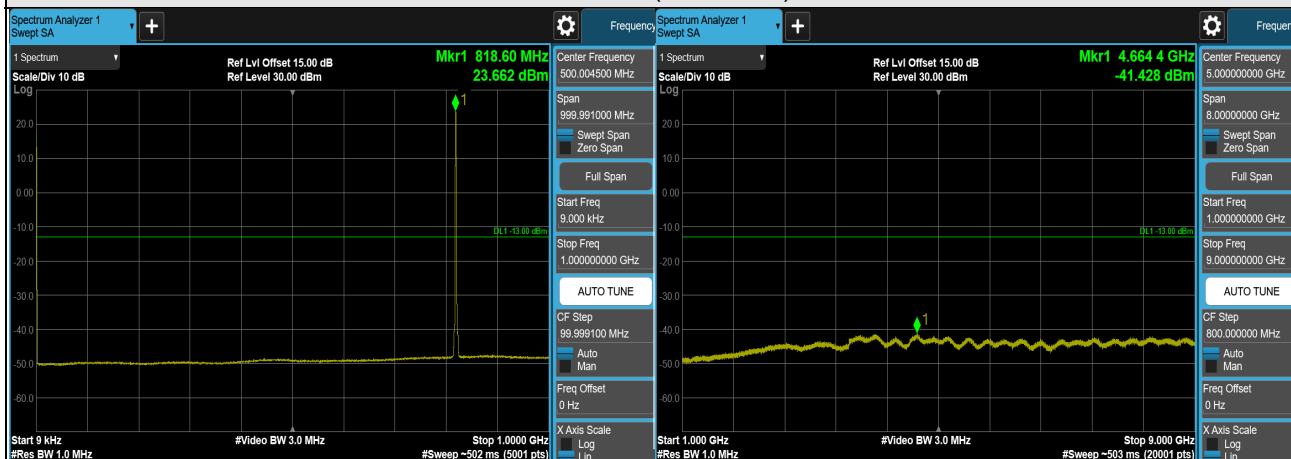 Spectrum Analyzer 1
Swept SA
+
Frequency
1 Spectrum
Scale/Div 10 dB
Ref Lvl Offset 15.00 dB
Ref Level 30.00 dBm
Mkr1 818.60 MHz
23.662 dBm
Log
1
20.0
10.0
0.00
-10.0
-20.0
-30.0
-40.0
-50.0
-60.0
DL1 -13.00 dBm
Start 9 kHz
#Res BW 1.0 MHz
#Video BW 3.0 MHz
Stop 1.0000 GHz
#Sweep ~502 ms (5001 pts)
Center Frequency
500.004500 MHz
Span
999.991000 MHz
Swept Span
Zero Span
Full Span
Start Freq
9.000 kHz
Stop Freq
1.000000000 GHz
AUTO TUNE
CF Step
99.999100 MHz
Auto
Man
Freq Offset
0 Hz
X Axis Scale
Log
Lin
Spectrum Analyzer 1
Swept SA
+
Frequen
1 Spectrum
Scale/Div 10 dB
Ref Lvl Offset 15.00 dB
Ref Level 30.00 dBm
Mkr1 4.664 4 GHz
-41.428 dBm
Log
1
20.0
10.0
0.00
-10.0
-20.0
-30.0
-40.0
-50.0
-60.0
DL1 -13.00 dBm
Start 1.000 GHz
#Res BW 1.0 MHz
#Video BW 3.0 MHz
Stop 9.000 GHz
#Sweep ~503 ms (20001 pts)
Center Frequency
5.000000000 GHz
Span
8.00000000 GHz
Swept Span
Zero Span
Full Span
Start Freq
1.000000000 GHz
Stop Freq
9.000000000 GHz
AUTO TUNE
CF Step
800.000000 MHz
Auto
Man
Freq Offset
0 Hz
X Axis Scale
Log
Lin